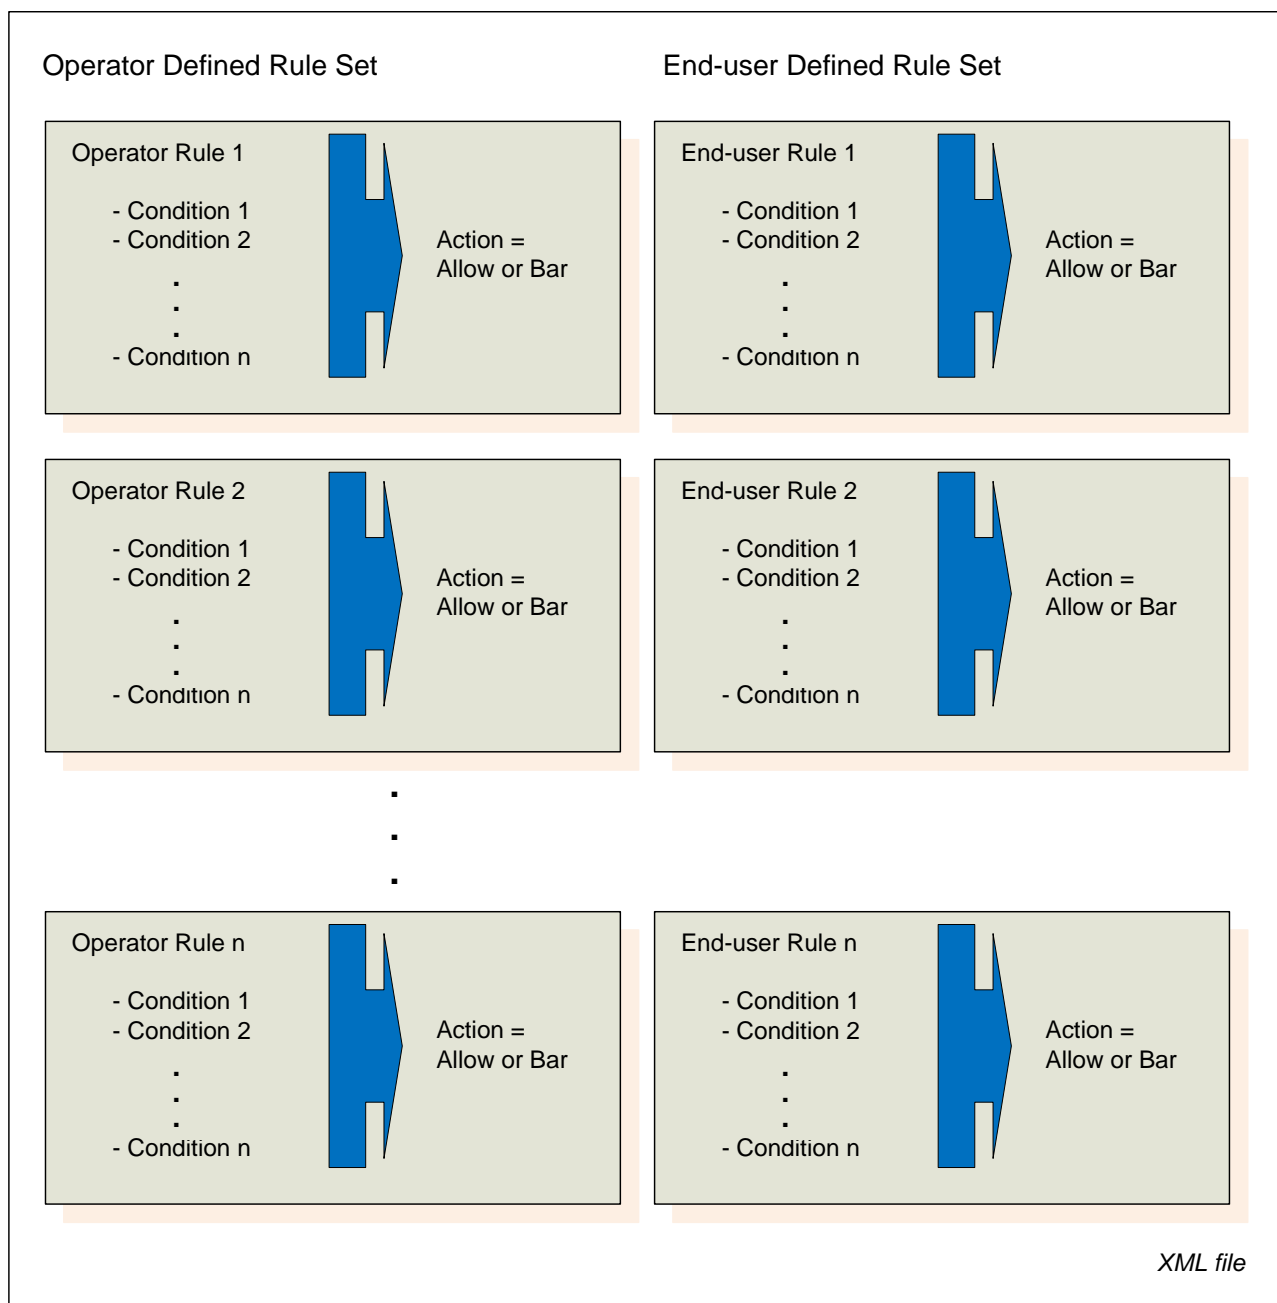 Operator Defined Rule Set
End-user Defined Rule Set
Operator Rule 1
- Condition 1
- Condition 2
.
.
.
- Condition n
Action =
Allow or Bar
End-user Rule 1
- Condition 1
- Condition 2
.
.
.
- Condition n
Action =
Allow or Bar
Operator Rule 2
- Condition 1
- Condition 2
.
.
.
- Condition n
Action =
Allow or Bar
End-user Rule 2
- Condition 1
- Condition 2
.
.
.
- Condition n
Action =
Allow or Bar
.
.
.
Operator Rule n
- Condition 1
- Condition 2
.
.
.
- Condition n
Action =
Allow or Bar
End-user Rule n
- Condition 1
- Condition 2
.
.
.
- Condition n
Action =
Allow or Bar
XML file